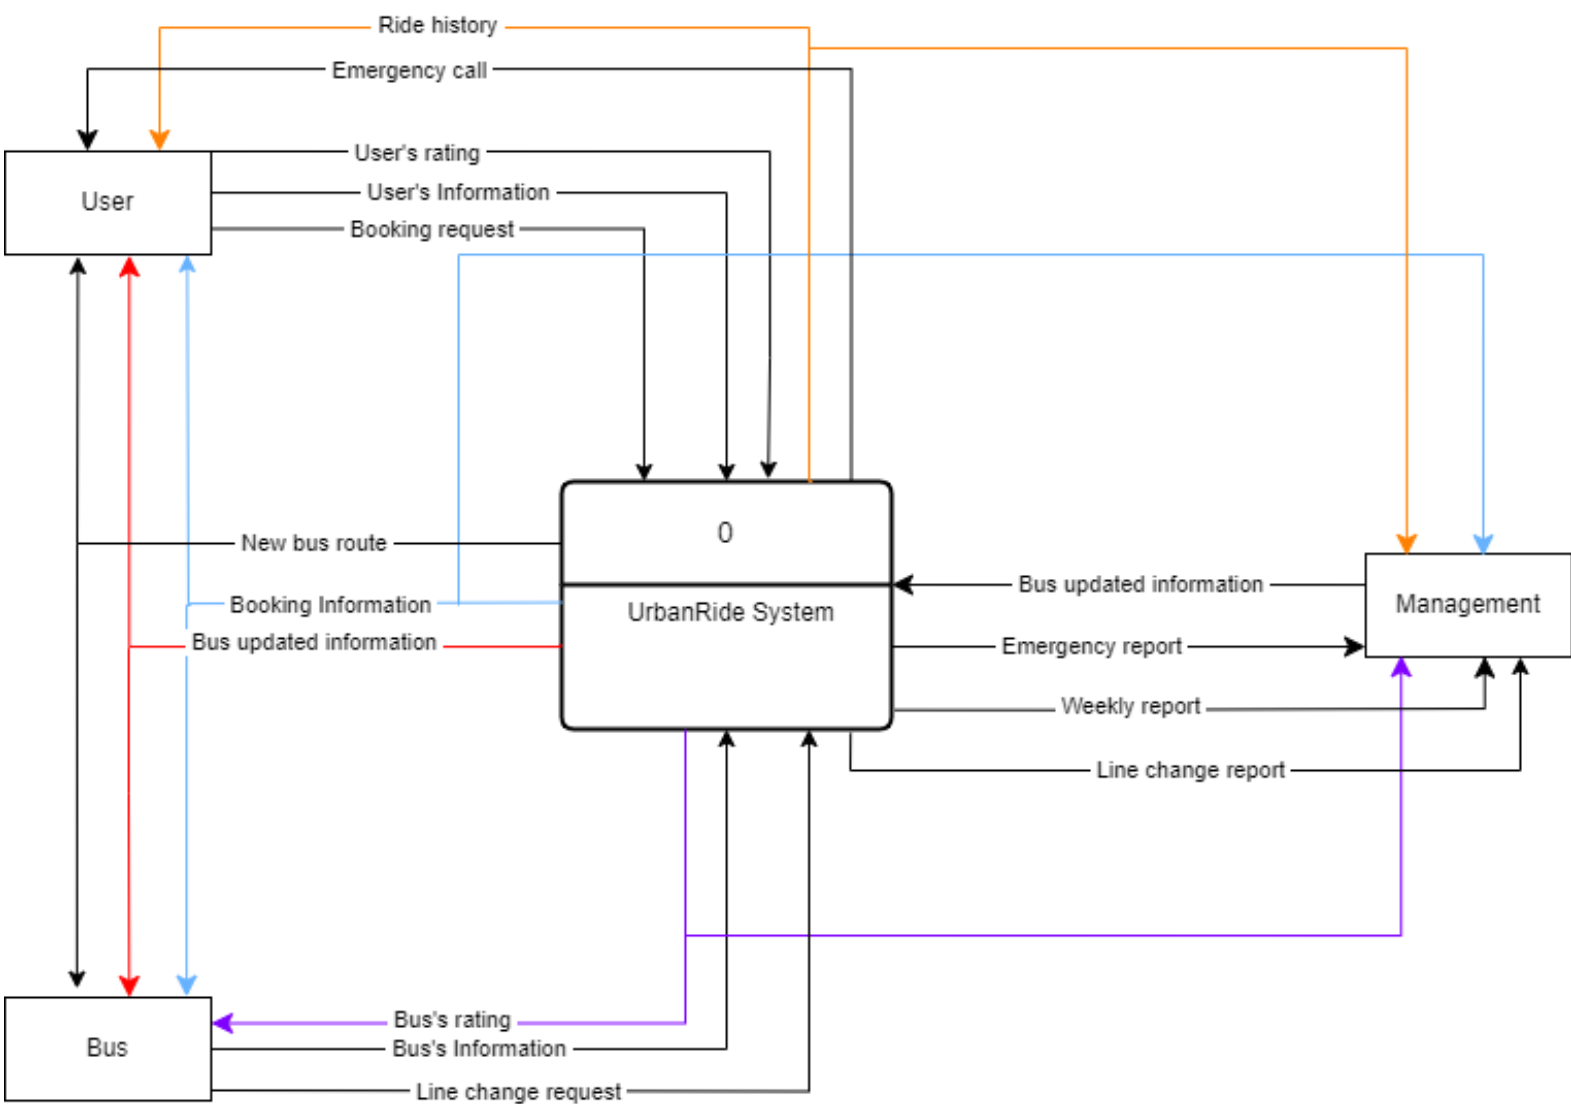 Ride history
Emergency call
User's rating
User
User's Information
Booking request
0
New bus route
Bus updated information
Booking Information
UrbanRide System
Management
Bus updated information
Emergency report
Weekly report
Line change report
Bus's rating
Bus
Bus's Information
Line change request